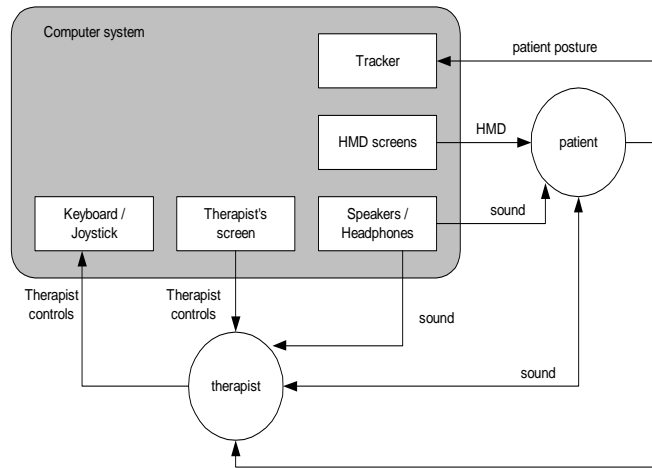 Computer system
patient posture
Tracker
HMD screens
HMD
patient
Keyboard /
Joystick
Therapist's
screen
Speakers /
Headphones
sound
Therapist
controls
Therapist
controls
sound
therapist
sound